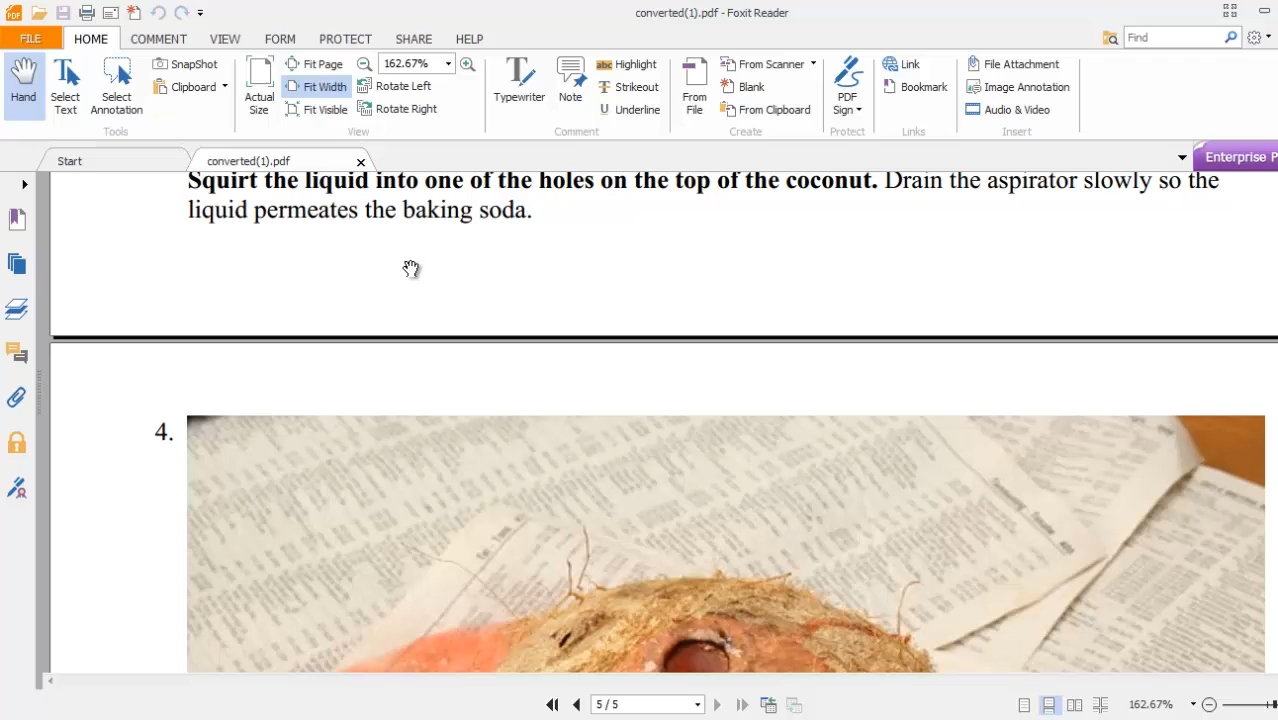 converted(1).pdf - Foxit Reader
FILE HOME COMMENT VIEW FORM PROTECT SHARE HELP Find
Hand
Select Text
Select Annotation
SnapShot
Clipboard
Tools
Actual Size
Fit Page
Fit Width
Fit Visible
162.67%
Rotate Left
Rotate Right
View
Typewriter
Note
abc Highlight
Strikeout
Underline
Comment
From File
From Scanner
Blank
From Clipboard
Create
PDF Sign
Protect
Link
Bookmark
Links
File Attachment
Image Annotation
Audio & Video
Insert
Start converted(1).pdf Enterprise P
Squirt the liquid into one of the holes on the top of the coconut. Drain the aspirator slowly so the
liquid permeates the baking soda.
4.
5 / 5 162.67%